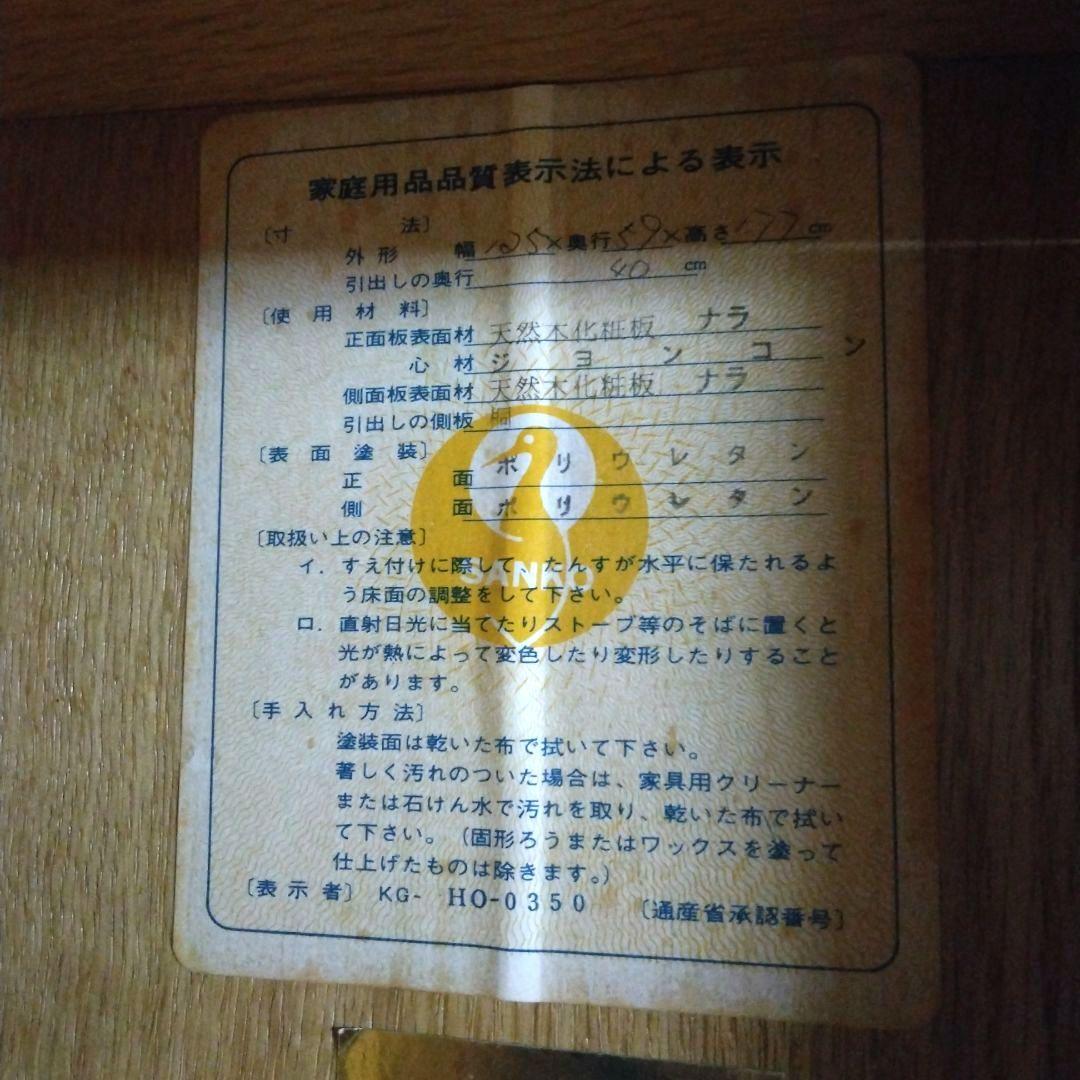 家庭用品品質表示法による表示
〔寸 法〕
外形 幅 125×奥行59×高さ177cm
引出しの奥行 40 cm
〔使用材料〕
正面板表面材 天然木化粧板 ナラ
心材 ジヨンコン
側面板表面材 天然木化粧板 ナラ
引出しの側板 桐
〔表面塗装〕
正面 ポリウレタン
側面 ポリウレタン
〔取扱い上の注意〕
イ. すえ付けに際して、たんすが水平に保たれるよ
う床面の調整をして下さい。
SANKO
ロ. 直射日光に当てたりストーブ等のそばに置くと
光が熱によって変色したり変形したりすること
があります。
〔手入れ方法〕
塗装面は乾いた布で拭いて下さい。
著しく汚れのついた場合は、家具用クリーナー
または石けん水で汚れを取り、乾いた布で拭い
て下さい。(固形ろうまたはワックスを塗って
仕上げたものは除きます。)
〔表示者〕 KG- HO-0350 〔通産省承認番号〕